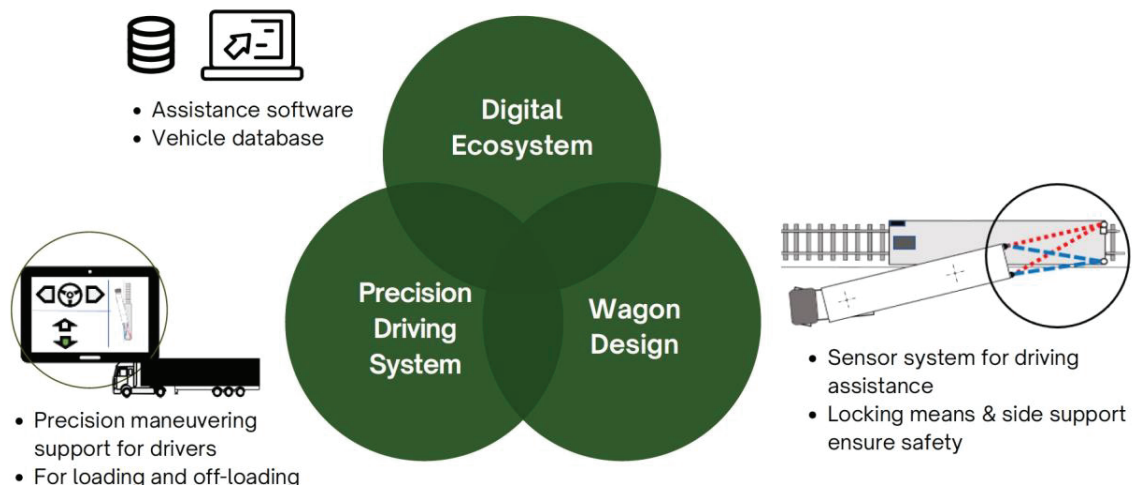 • Assistance software
• Vehicle database
Digital
Ecosystem
Precision
Driving
System
Wagon
Design
• Precision maneuvering
support for drivers
• For loading and off-loading
• Sensor system for driving
assistance
• Locking means & side support
ensure safety